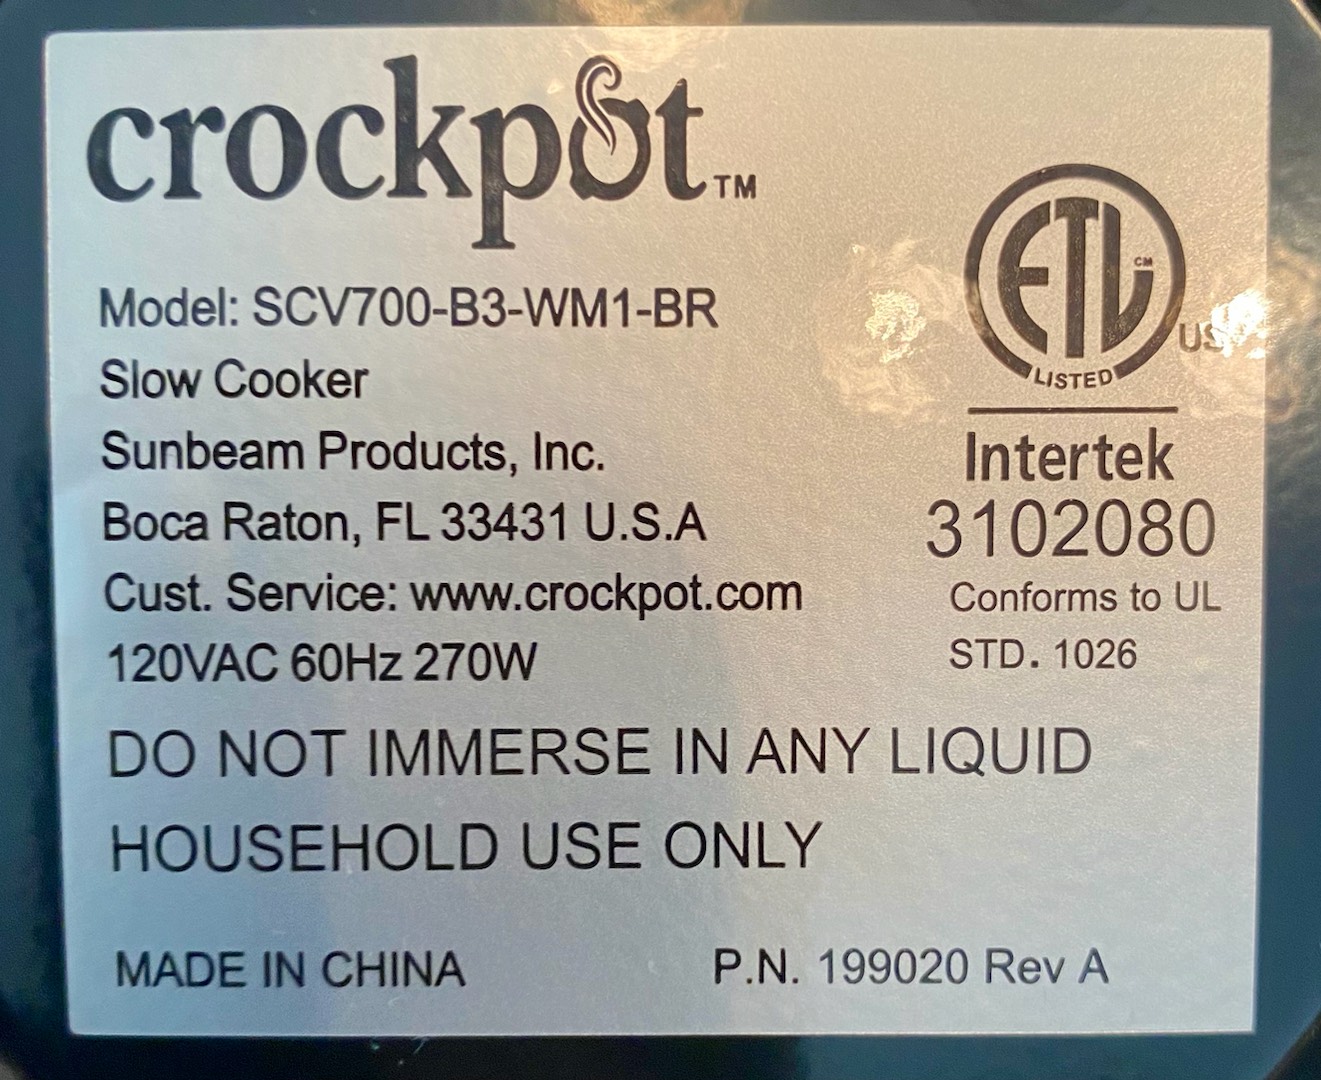 crockpot™
Model: SCV700-B3-WM1-BR
Slow Cooker
Sunbeam Products, Inc.
Boca Raton, FL 33431 U.S.A
Cust. Service: www.crockpot.com
120VAC 60Hz 270W
DO NOT IMMERSE IN ANY LIQUID
HOUSEHOLD USE ONLY
MADE IN CHINA
ETL CM
US
LISTED
Intertek
3102080
Conforms to UL
STD. 1026
P.N. 199020 Rev A